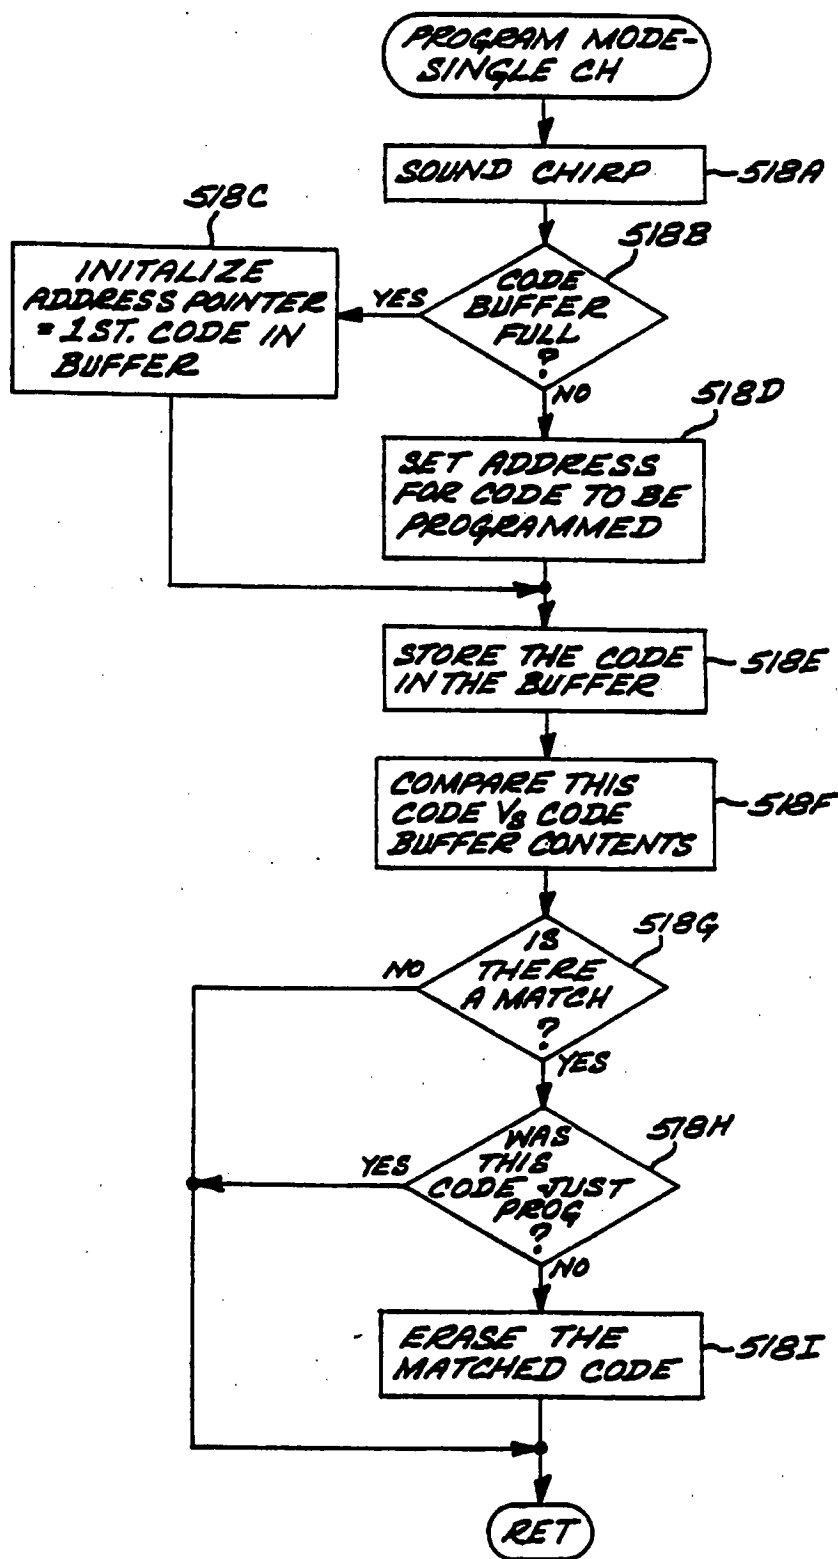 PROGRAM MODE-
SINGLE CH
SOUND CHIRP
518A
518C
518B
INITALIZE
ADDRESS POINTER
= 1ST. CODE IN
BUFFER
YES
CODE
BUFFER
FULL
?
NO
518D
SET ADDRESS
FOR CODE TO BE
PROGRAMMED
STORE THE CODE
IN THE BUFFER
518E
COMPARE THIS
CODE Vs CODE
BUFFER CONTENTS
518F
518G
NO
IS
THERE
A MATCH
?
YES
518H
YES
WAS
THIS
CODE JUST
PROG
?
NO
ERASE THE
MATCHED CODE
518I
RET